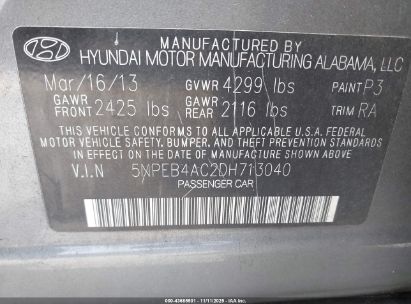 MANUFACTURED BY
HYUNDAI MOTOR MANUFACTURING ALABAMA, LLC
Mar/16/13 GVWR 4299 lbs PAINT P3
GAWR FRONT 2425 lbs GAWR REAR 2116 lbs TRIM RA
THIS VEHICLE CONFORMS TO ALL APPLICABLE U.S.A. FEDERAL
MOTOR VEHICLE SAFETY, BUMPER, AND THEFT PREVENTION
STANDARDS IN EFFECT ON THE DATE OF MANUFACTURE SHOWN ABOVE.
V.I.N 5NPEB4AC2DH713040
PASSENGER CAR